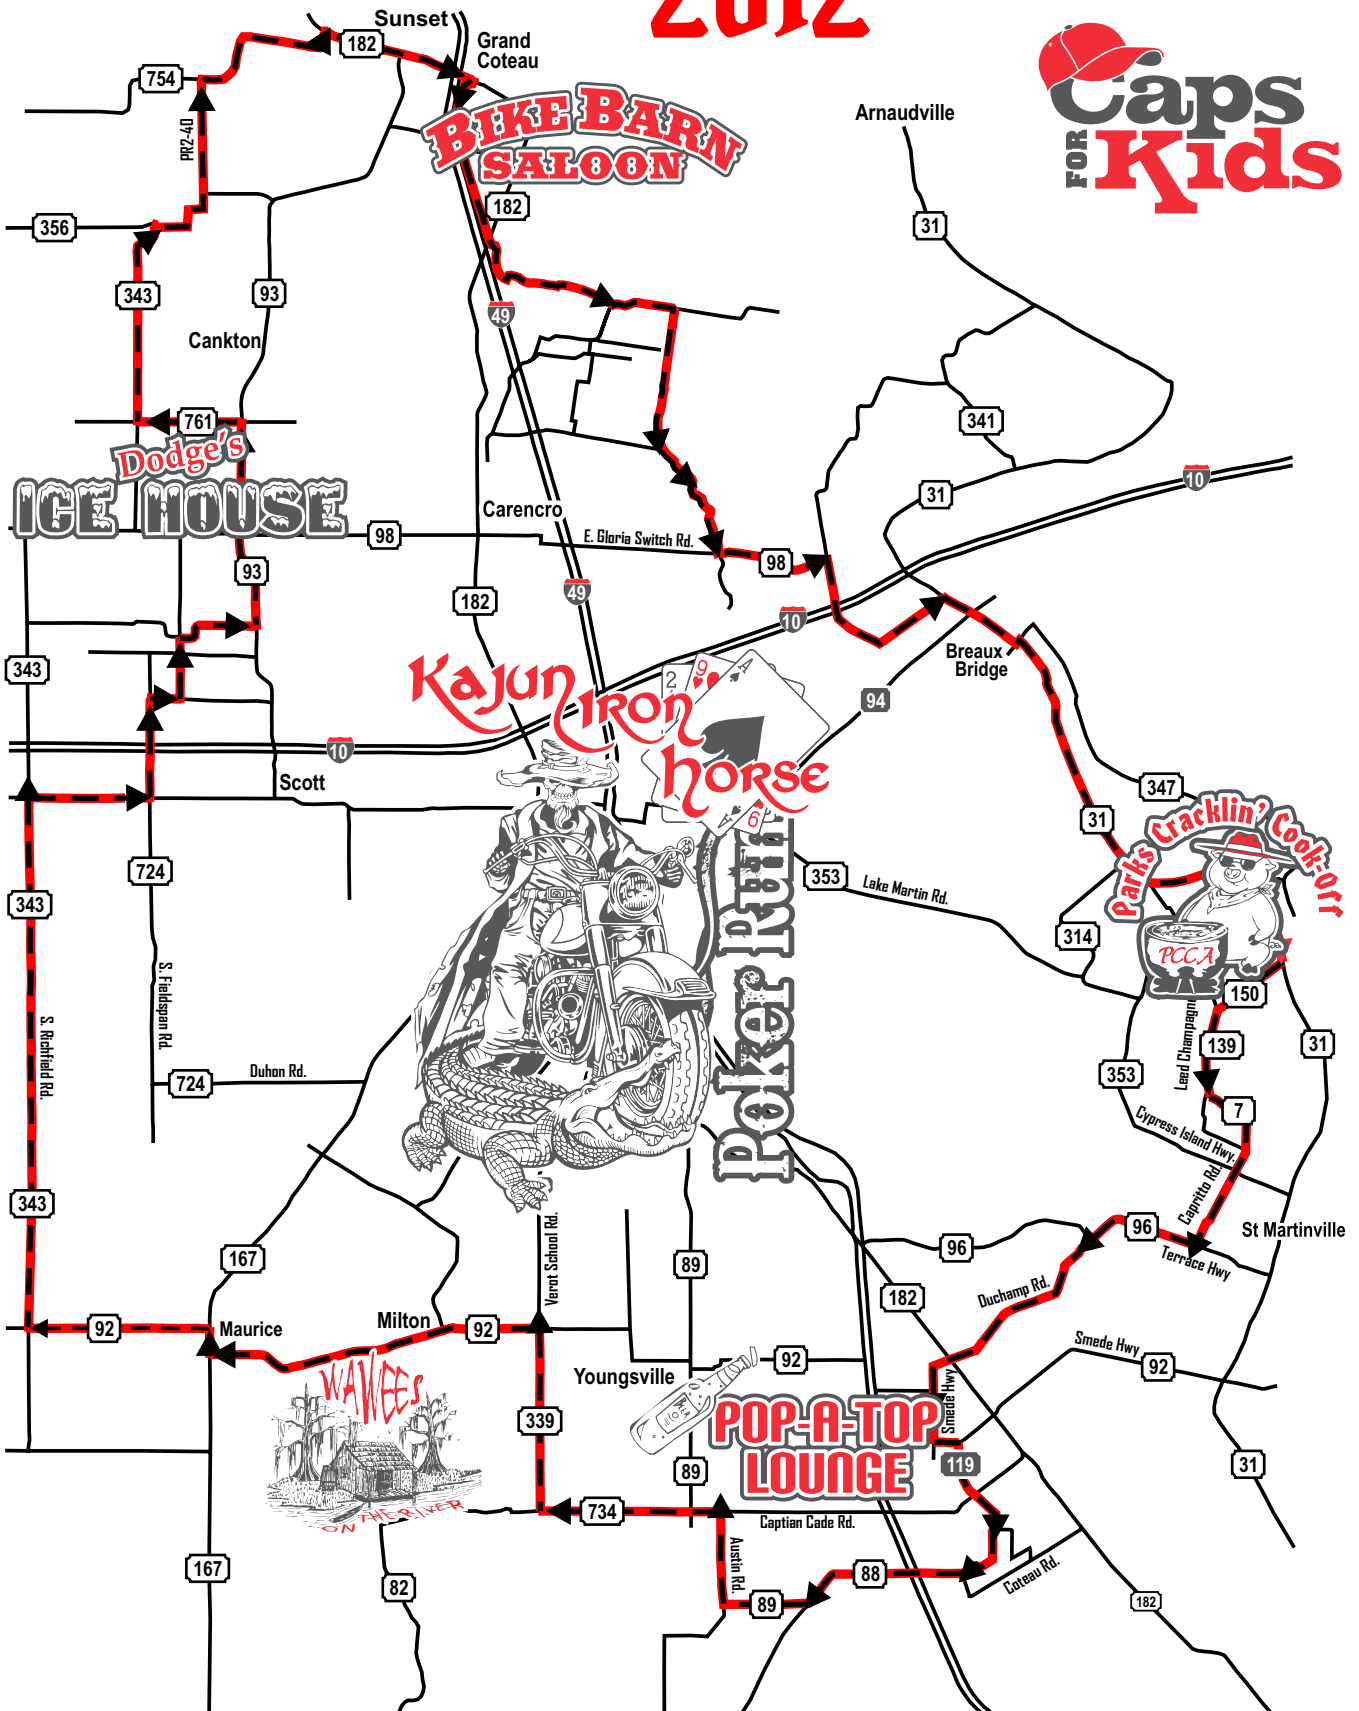 2012
Caps
FOR
Kids
Sunset
Grand
Coteau
182
754
PR2-40
BIKE BARN
SALOON
Arnaudville
182
31
356
343
93
49
Cankton
761
341
Dodge's
ICE HOUSE
10
31
Carencro
98
E. Gloria Switch Rd.
98
93
49
182
10
343
Breaux
Bridge
94
2
9
A
Kajun
Iron
Horse
A
6
10
Scott
347
31
Parks Cracklin' Cook-Off
PCCA
724
353
Lake Martin Rd.
343
314
150
S. Fieldspan Rd.
S. Richfield Rd.
Poker Run
Leed Champagn
139
31
353
724
Duhon Rd.
7
Cypress Island Hwy.
Capritto Rd.
343
St Martinville
96
96
Terrace Hwy
167
Verot School Rd.
89
Duchamp Rd.
182
92
Maurice
Milton
92
Smede Hwy
92
92
Youngsville
WAWEES
ON THE RIVER
339
POP-A-TOP
LOUNGE
Smede Hwy
119
89
31
734
Captian Cade Rd.
Austin Rd.
167
82
88
Coteau Rd.
89
182